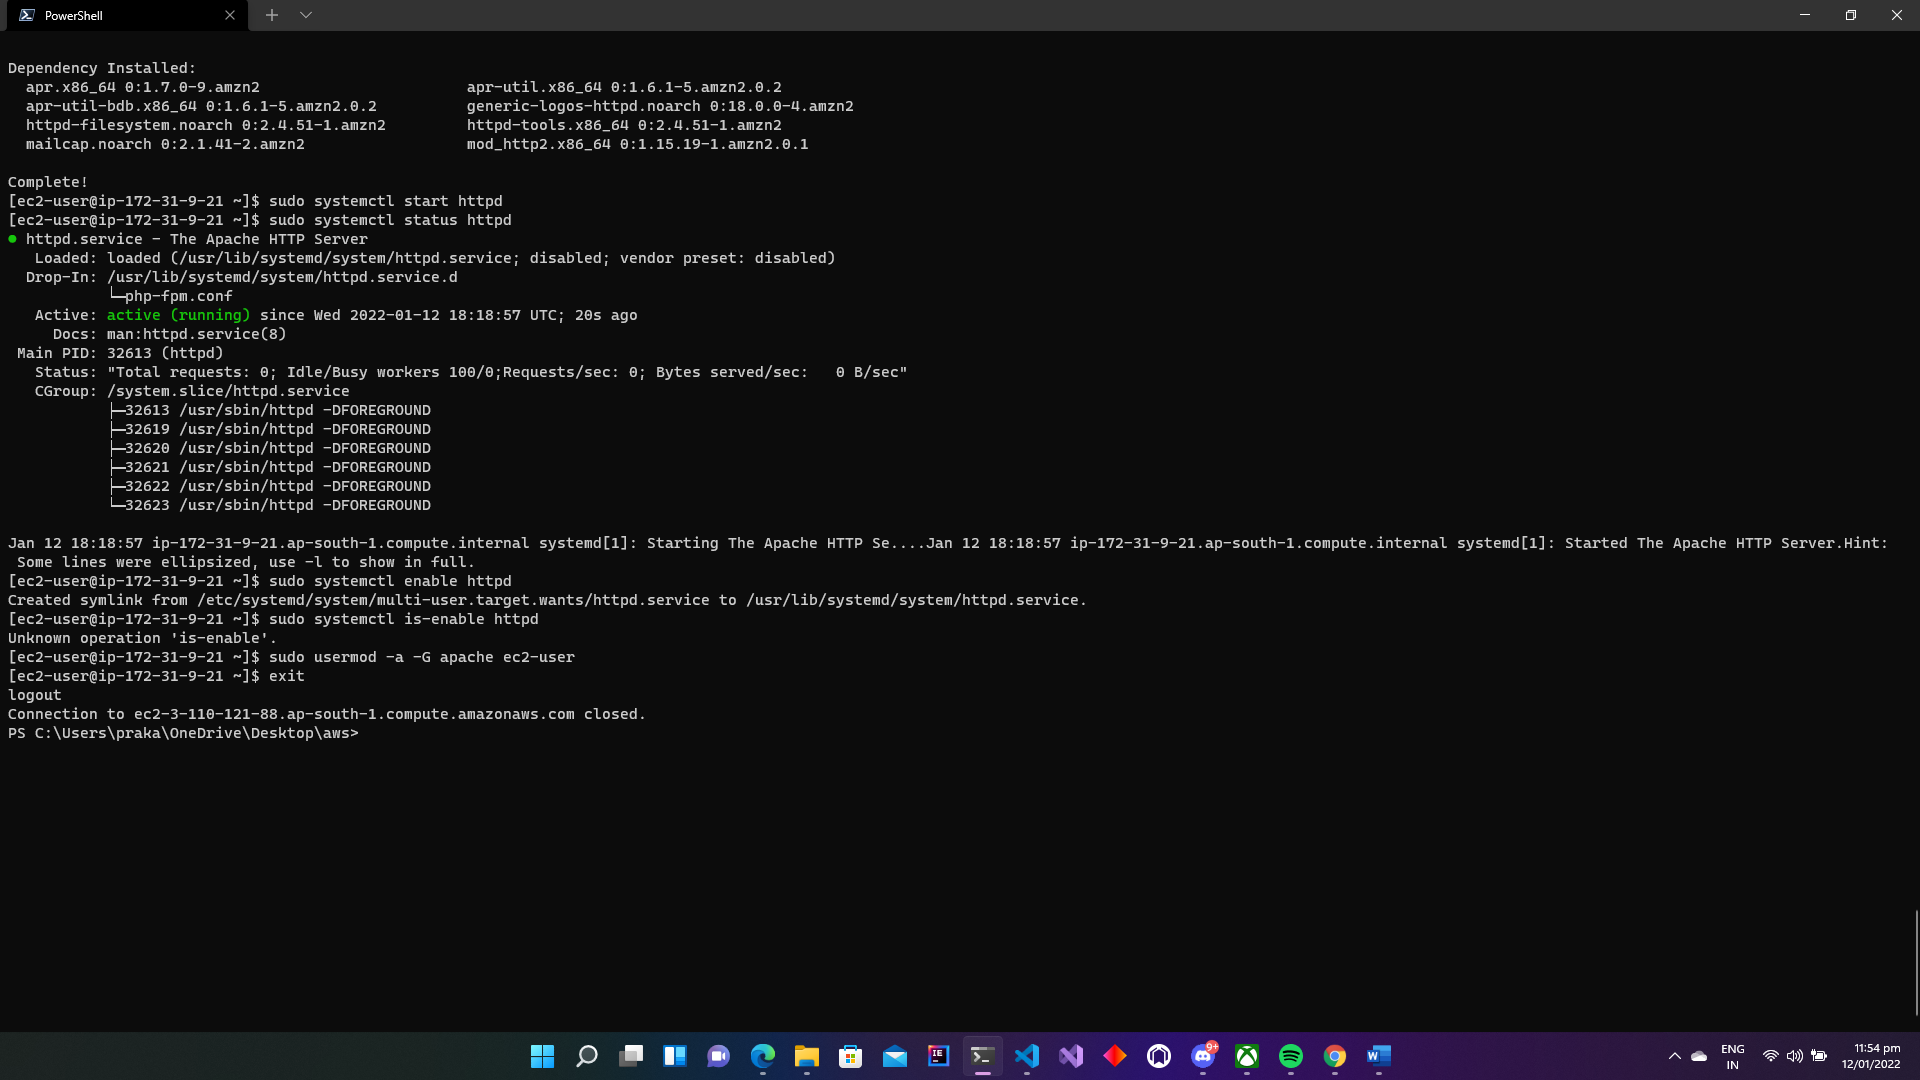 PowerShell
Dependency Installed:
  apr.x86_64 0:1.7.0-9.amzn2                       apr-util.x86_64 0:1.6.1-5.amzn2.0.2
  apr-util-bdb.x86_64 0:1.6.1-5.amzn2.0.2          generic-logos-httpd.noarch 0:18.0.0-4.amzn2
  httpd-filesystem.noarch 0:2.4.51-1.amzn2         httpd-tools.x86_64 0:2.4.51-1.amzn2
  mailcap.noarch 0:2.1.41-2.amzn2                  mod_http2.x86_64 0:1.15.19-1.amzn2.0.1
Complete!
[ec2-user@ip-172-31-9-21 ~]$ sudo systemctl start httpd
[ec2-user@ip-172-31-9-21 ~]$ sudo systemctl status httpd
● httpd.service - The Apache HTTP Server
   Loaded: loaded (/usr/lib/systemd/system/httpd.service; disabled; vendor preset: disabled)
  Drop-In: /usr/lib/systemd/system/httpd.service.d
           └─php-fpm.conf
   Active: active (running) since Wed 2022-01-12 18:18:57 UTC; 20s ago
     Docs: man:httpd.service(8)
 Main PID: 32613 (httpd)
   Status: "Total requests: 0; Idle/Busy workers 100/0;Requests/sec: 0; Bytes served/sec:   0 B/sec"
   CGroup: /system.slice/httpd.service
           ├─32613 /usr/sbin/httpd -DFOREGROUND
           ├─32619 /usr/sbin/httpd -DFOREGROUND
           ├─32620 /usr/sbin/httpd -DFOREGROUND
           ├─32621 /usr/sbin/httpd -DFOREGROUND
           ├─32622 /usr/sbin/httpd -DFOREGROUND
           └─32623 /usr/sbin/httpd -DFOREGROUND
Jan 12 18:18:57 ip-172-31-9-21.ap-south-1.compute.internal systemd[1]: Starting The Apache HTTP Se....Jan 12 18:18:57 ip-172-31-9-21.ap-south-1.compute.internal systemd[1]: Started The Apache HTTP Server.Hint:
 Some lines were ellipsized, use -l to show in full.
[ec2-user@ip-172-31-9-21 ~]$ sudo systemctl enable httpd
Created symlink from /etc/systemd/system/multi-user.target.wants/httpd.service to /usr/lib/systemd/system/httpd.service.
[ec2-user@ip-172-31-9-21 ~]$ sudo systemctl is-enable httpd
Unknown operation 'is-enable'.
[ec2-user@ip-172-31-9-21 ~]$ sudo usermod -a -G apache ec2-user
[ec2-user@ip-172-31-9-21 ~]$ exit
logout
Connection to ec2-3-110-121-88.ap-south-1.compute.amazonaws.com closed.
PS C:\Users\praka\OneDrive\Desktop\aws>
IE
9+
W
ENG
IN
11:54 pm
12/01/2022